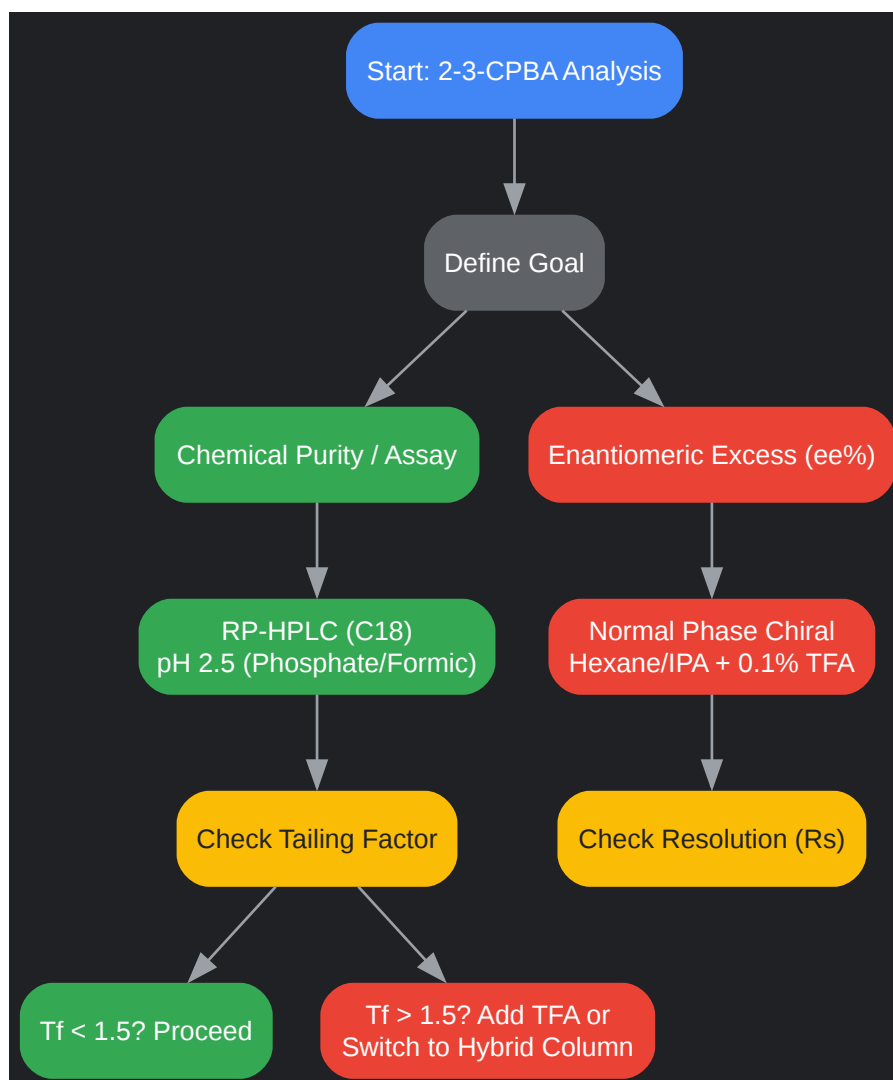 Start: 2-3-CPBA Analysis
Define Goal
Chemical Purity / Assay
Enantiomeric Excess (ee%)
RP-HPLC (C18)
pH 2.5 (Phosphate/Formic)
Normal Phase Chiral
Hexane/IPA + 0.1% TFA
Check Tailing Factor
Check Resolution (Rs)
Tf < 1.5? Proceed
Tf > 1.5? Add TFA or
Switch to Hybrid Column